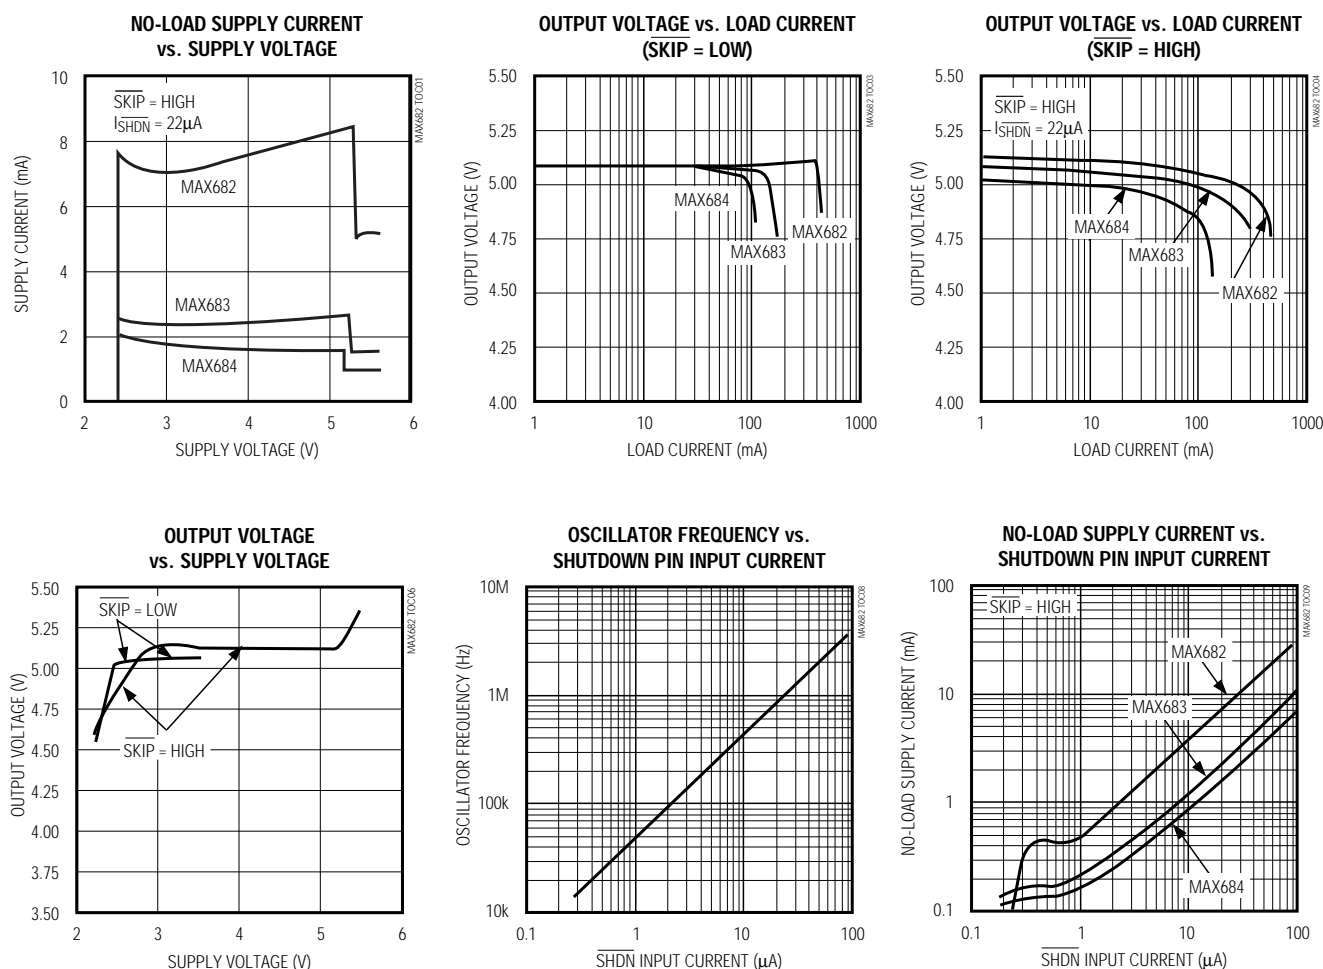 NO-LOAD SUPPLY CURRENT
vs. SUPPLY VOLTAGE
10
8
6
4
2
0
SUPPLY CURRENT (mA)
SKIP = HIGH
ISHDN = 22μA
MAX682
MAX683
MAX684
MAX682 TOC01
2
3
4
5
6
SUPPLY VOLTAGE (V)
OUTPUT VOLTAGE vs. LOAD CURRENT
(SKIP = LOW)
5.50
5.25
5.00
4.75
4.50
4.25
4.00
OUTPUT VOLTAGE (V)
MAX684
MAX682
MAX683
MAX682 TOC03
1
10
100
1000
LOAD CURRENT (mA)
OUTPUT VOLTAGE vs. LOAD CURRENT
(SKIP = HIGH)
5.50
5.25
5.00
4.75
4.50
4.25
4.00
OUTPUT VOLTAGE (V)
SKIP = HIGH
ISHDN = 22μA
MAX684
MAX683
MAX682
MAX682 TOC04
1
10
100
1000
LOAD CURRENT (mA)
OUTPUT VOLTAGE
vs. SUPPLY VOLTAGE
5.50
5.25
5.00
4.75
4.50
4.25
4.00
3.75
3.50
OUTPUT VOLTAGE (V)
SKIP = LOW
SKIP = HIGH
MAX682 TOC06
2
3
4
5
6
SUPPLY VOLTAGE (V)
OSCILLATOR FREQUENCY vs.
SHUTDOWN PIN INPUT CURRENT
10M
1M
100k
10k
OSCILLATOR FREQUENCY (Hz)
MAX682 TOC08
0.1
1
10
100
SHDN INPUT CURRENT (μA)
NO-LOAD SUPPLY CURRENT vs.
SHUTDOWN PIN INPUT CURRENT
100
10
1
0.1
NO-LOAD SUPPLY CURRENT (mA)
SKIP = HIGH
MAX682
MAX683
MAX684
MAX682 TOC09
0.1
1
10
100
SHDN INPUT CURRENT (μA)